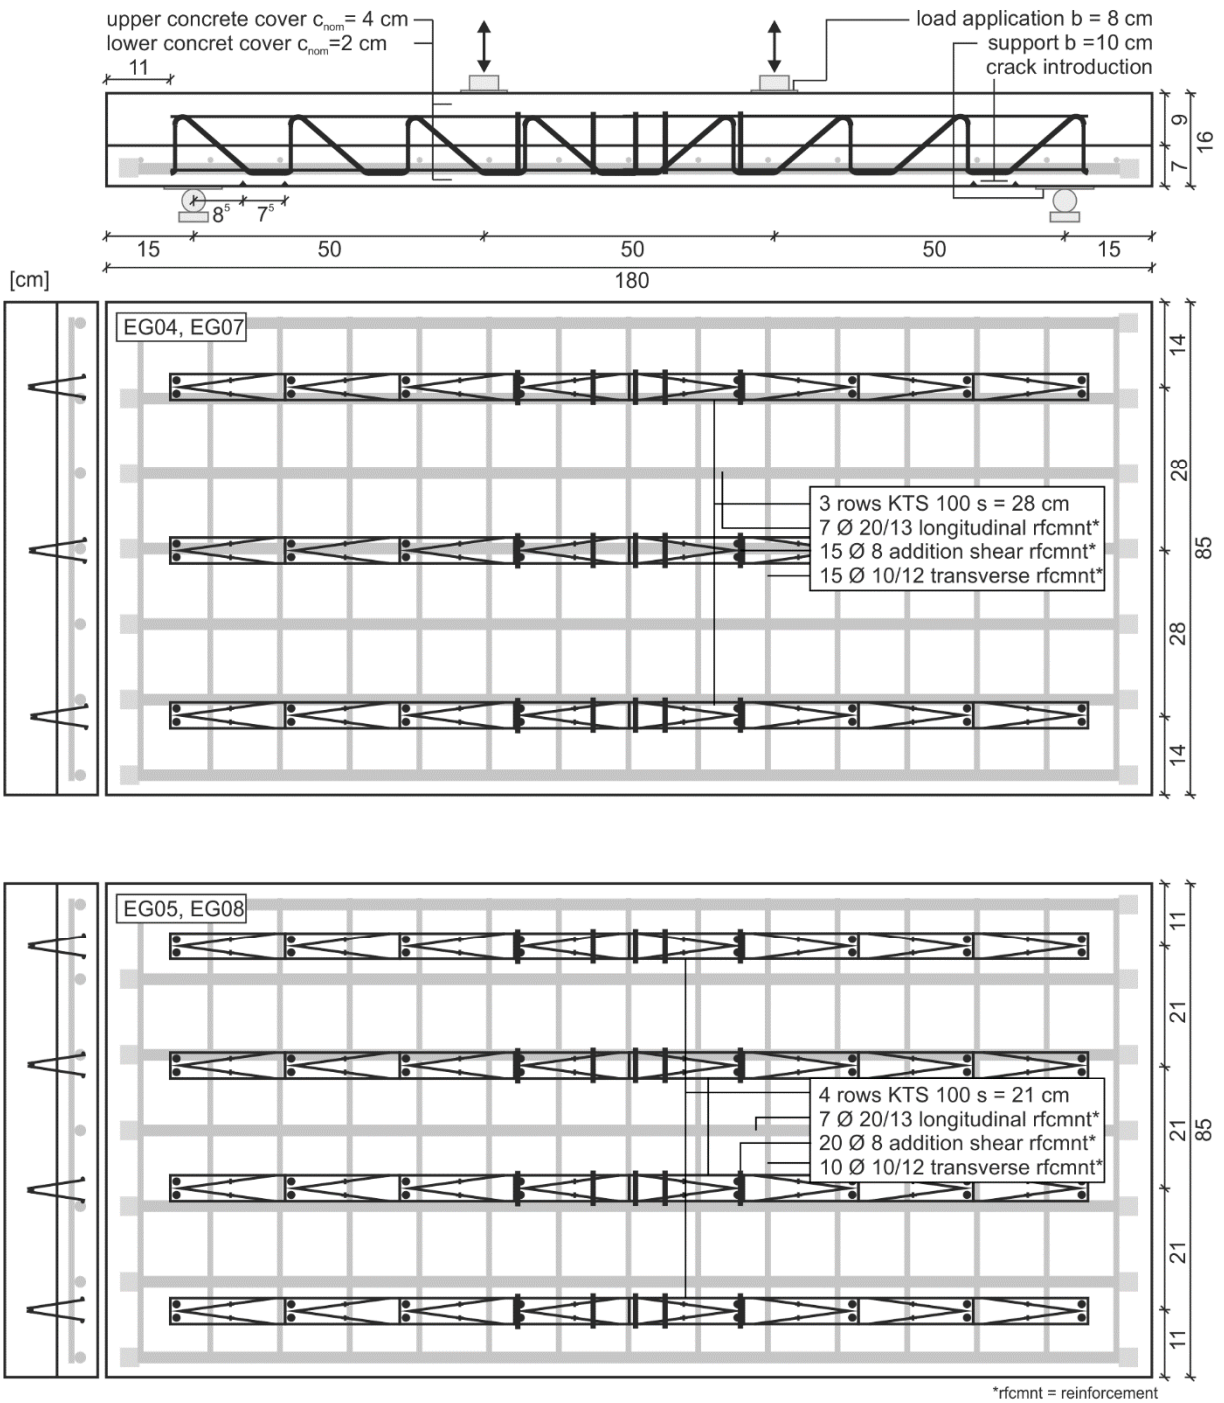 upper concrete cover cnom= 4 cm
lower concret cover cnom=2 cm
load application b = 8 cm
support b =10 cm
crack introduction
11
9
7
16
8⁵
7⁵
15
50
50
50
15
180
[cm]
EG04, EG07
14
28
28
14
85
3 rows KTS 100 s = 28 cm
7 Ø 20/13 longitudinal rfcmnt*
15 Ø 8 addition shear rfcmnt*
15 Ø 10/12 transverse rfcmnt*
EG05, EG08
11
21
21
21
11
85
4 rows KTS 100 s = 21 cm
7 Ø 20/13 longitudinal rfcmnt*
20 Ø 8 addition shear rfcmnt*
10 Ø 10/12 transverse rfcmnt*
*rfcmnt = reinforcement